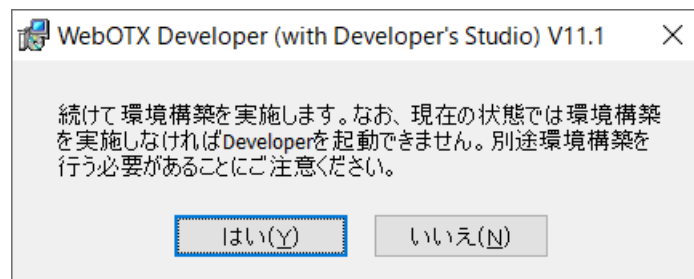 WebOTX Developer (with Developer's Studio) V11.1
続けて環境構築を実施します。なお、現在の状態では環境構築
を実施しなければDeveloperを起動できません。別途環境構築を
行う必要があることにご注意ください。
はい(Y) いいえ(N)